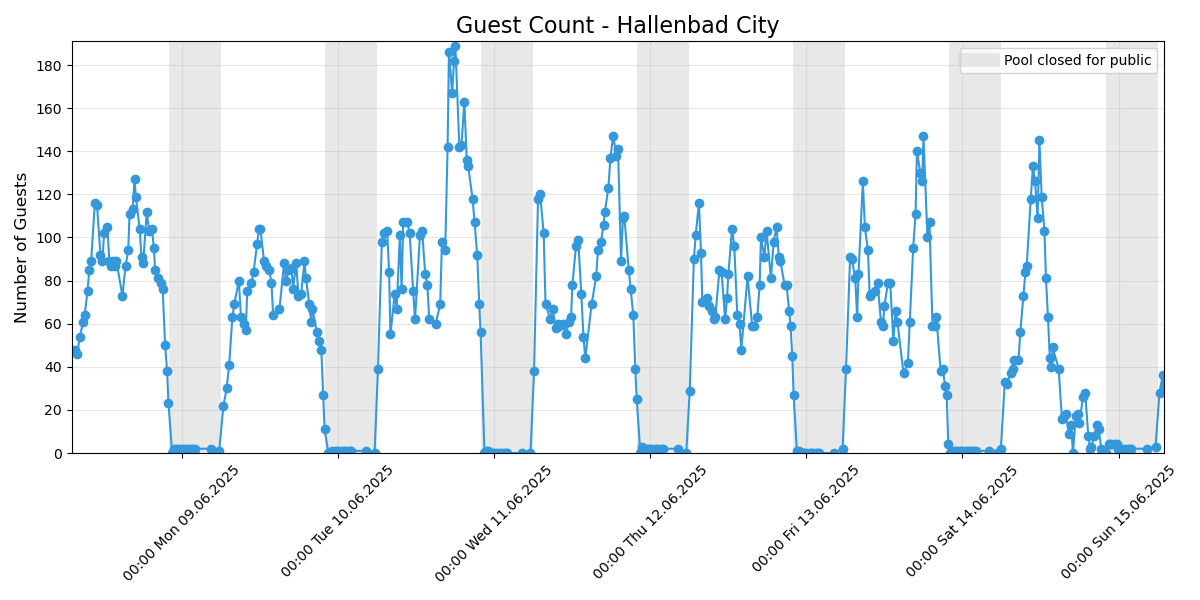 Guest Count - Hallenbad City
Pool closed for public
Number of Guests
180
160
140
120
100
80
60
40
20
0
00:00 Mon 09.06.2025
00:00 Tue 10.06.2025
00:00 Wed 11.06.2025
00:00 Thu 12.06.2025
00:00 Fri 13.06.2025
00:00 Sat 14.06.2025
00:00 Sun 15.06.2025